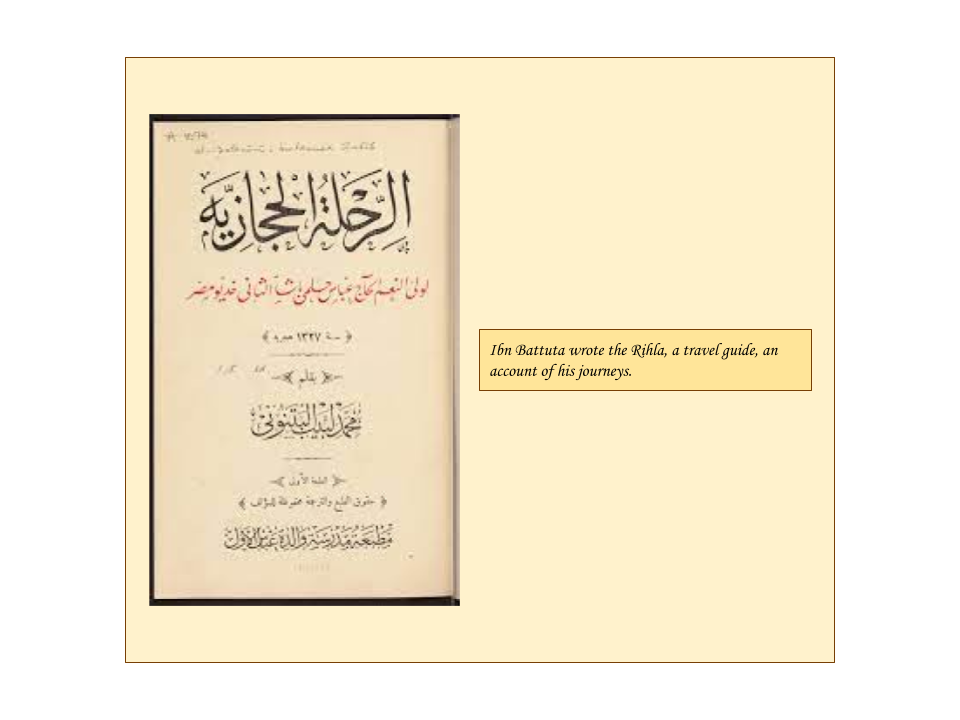 الرحلة الحجازية
لولي النعم الحاج عباس حلمي باشا الثاني خديو مصر
﴿ سنة ١٣٢٧ هجرية ﴾
بقلم
محمد لبيب البتنوني
الطبعة الأولى
﴿ حقوق الطبع والترجمة محفوظة للمؤلف ﴾
مطبعة مدرسة والدة عباس الأول
Ibn Battuta wrote the Rihla, a travel guide, an
account of his journeys.